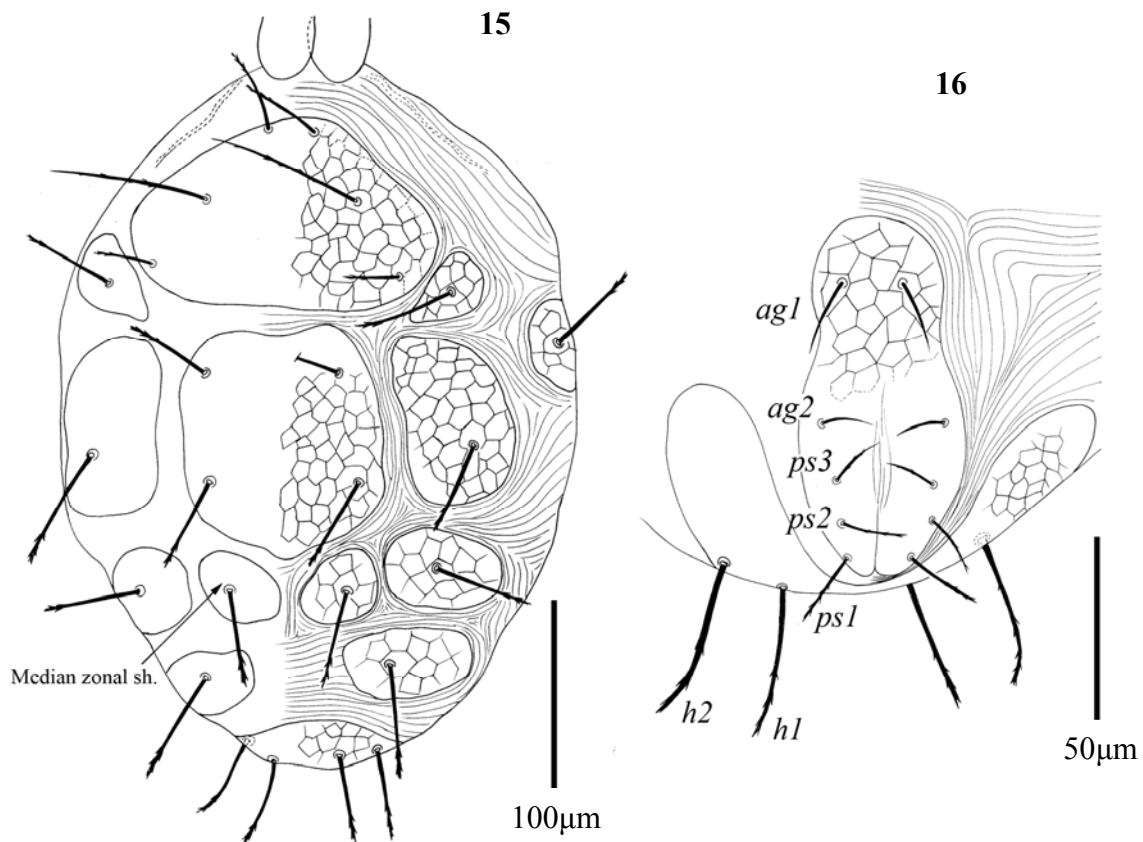 15
16
ag1
ag2
ps3
ps2
ps1
Median zonal sh.
h2
h1
50μm
100μm